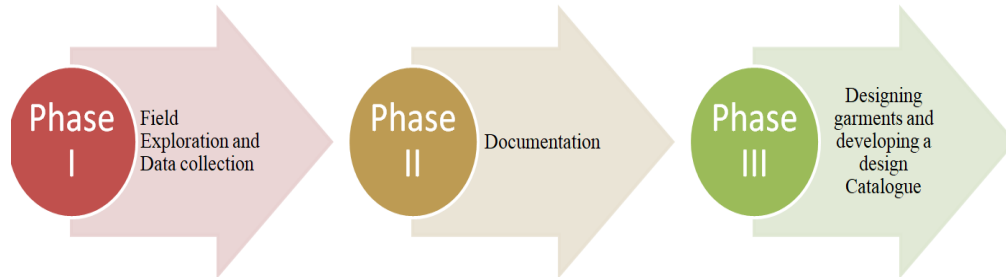 Phase
I
Field
Exploration and
Data collection
Phase
II
Documentation
Phase
III
Designing
garments and
developing a
design
Catalogue